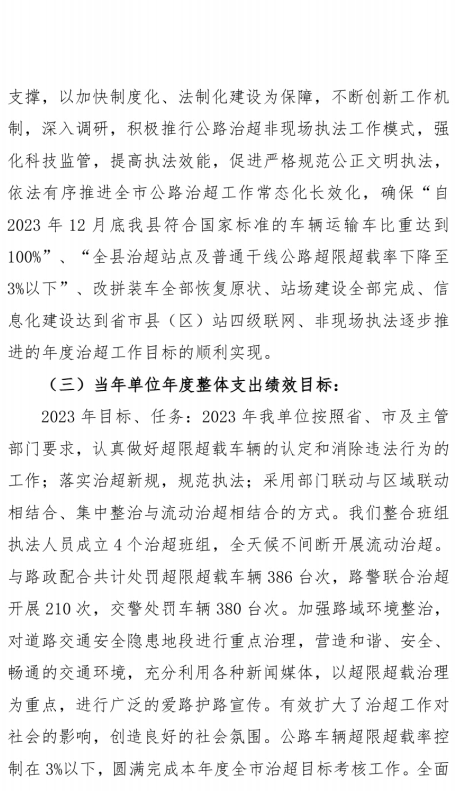 支撑，以加快制度化、法制化建设为保障，不断创新工作机
制，深入调研，积极推行公路治超非现场执法工作模式，强
化科技监管，提高执法效能，促进严格规范公正文明执法，
依法有序推进全市公路治超工作常态化长效化，确保“自
2023 年 12 月底我县符合国家标准的车辆运输车比重达到
100%”、“全县治超站点及普通干线公路超限超载率下降至
3%以下”、改拼装车全部恢复原状、站场建设全部完成、信
息化建设达到省市县（区）站四级联网、非现场执法逐步推
进的年度治超工作目标的顺利实现。
（三）当年单位年度整体支出绩效目标：
2023 年目标、任务：2023 年我单位按照省、市及主管
部门要求，认真做好超限超载车辆的认定和消除违法行为的
工作；落实治超新规，规范执法；采用部门联动与区域联动
相结合、集中整治与流动治超相结合的方式。我们整合班组
执法人员成立 4 个治超班组，全天候不间断开展流动治超。
与路政配合共计处罚超限超载车辆 386 台次，路警联合治超
开展 210 次，交警处罚车辆 380 台次。加强路域环境整治，
对道路交通安全隐患地段进行重点治理，营造和谐、安全、
畅通的交通环境，充分利用各种新闻媒体，以超限超载治理
为重点，进行广泛的爱路护路宣传。有效扩大了治超工作对
社会的影响，创造良好的社会氛围。公路车辆超限超载率控
制在 3%以下，圆满完成本年度全市治超目标考核工作。全面